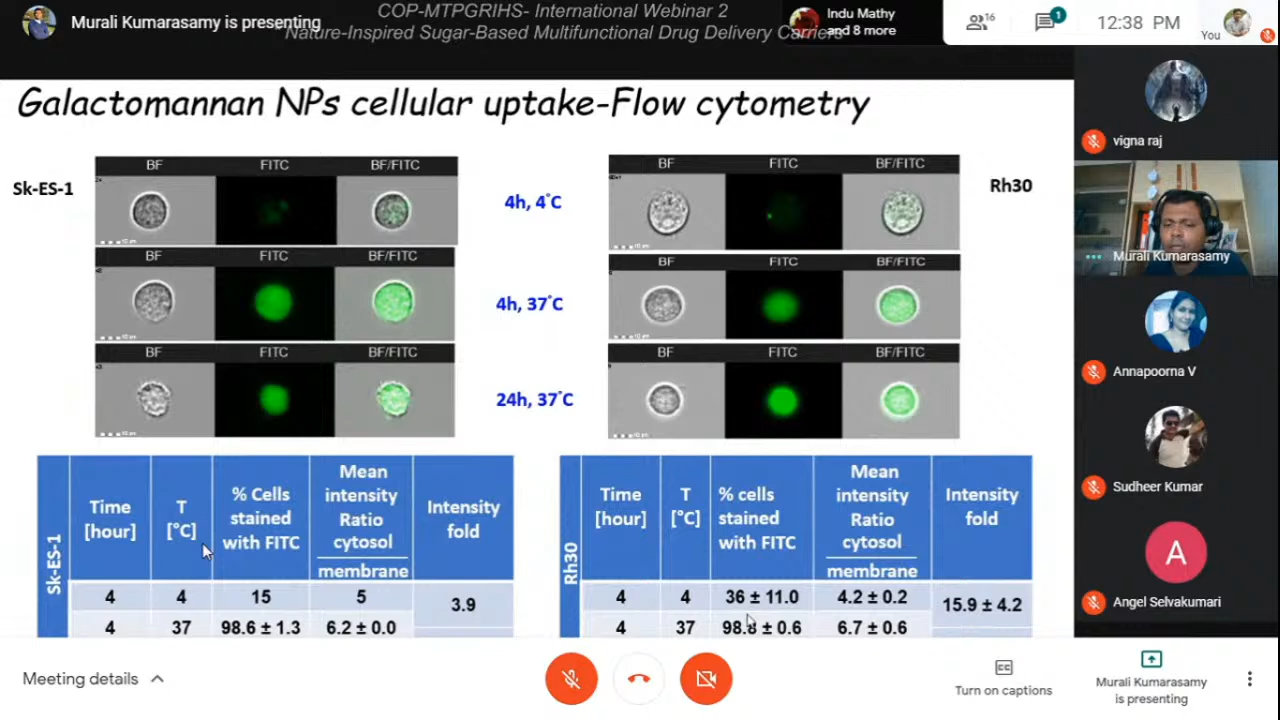 COP-MTPGRIHS- International Webinar 2
Murali Kumarasamy is presenting
Nature-Inspired Sugar-Based Multifunctional Drug Delivery Carriers
Indu Mathy
and 8 more
16
1
12:38 PM
You
Galactomannan NPs cellular uptake-Flow cytometry
Sk-ES-1
BF FITC BF/FITC
4h, 4°C
BF FITC BF/FITC
Rh30
BF FITC BF/FITC
4h, 37°C
BF FITC BF/FITC
BF FITC BF/FITC
24h, 37°C
BF FITC BF/FITC
Sk-ES-1
Time [hour]
T [°C]
% Cells stained with FITC
Mean intensity Ratio cytosol
membrane
Intensity fold
4 4 15 5 3.9
4 37 98.6 ± 1.3 6.2 ± 0.0
Rh30
Time [hour]
T [°C]
% cells stained with FITC
Mean intensity Ratio cytosol
membrane
Intensity fold
4 4 36 ± 11.0 4.2 ± 0.2 15.9 ± 4.2
4 37 98.8 ± 0.6 6.7 ± 0.6
vigna raj
Murali Kumarasamy
Annapoorna V
Sudheer Kumar
A
Angel Selvakumari
Meeting details
Turn on captions
Murali Kumarasamy
is presenting